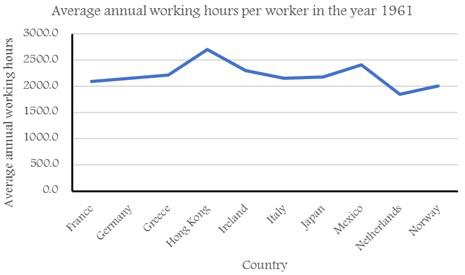 Average annual working hours per worker in the year 1961
Average annual working hours
3000.0
2500.0
2000.0
1500.0
1000.0
500.0
0.0
France
Germany
Greece
Hong Kong
Ireland
Italy
Japan
Mexico
Netherlands
Norway
Country